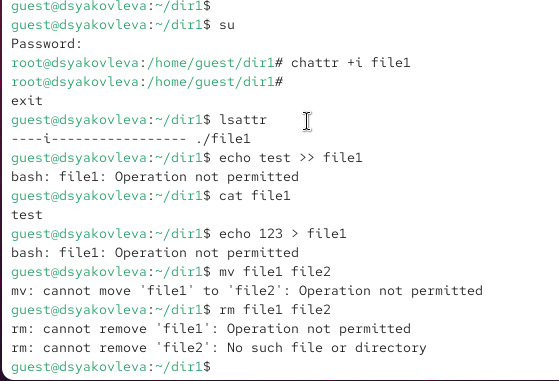 guest@dsyakovleva:~/dir1$
guest@dsyakovleva:~/dir1$ su
Password:
root@dsyakovleva:/home/guest/dir1# chattr +i file1
root@dsyakovleva:/home/guest/dir1#
exit
guest@dsyakovleva:~/dir1$ lsattr
----i----------------- ./file1
guest@dsyakovleva:~/dir1$ echo test >> file1
bash: file1: Operation not permitted
guest@dsyakovleva:~/dir1$ cat file1
test
guest@dsyakovleva:~/dir1$ echo 123 > file1
bash: file1: Operation not permitted
guest@dsyakovleva:~/dir1$ mv file1 file2
mv: cannot move 'file1' to 'file2': Operation not permitted
guest@dsyakovleva:~/dir1$ rm file1 file2
rm: cannot remove 'file1': Operation not permitted
rm: cannot remove 'file2': No such file or directory
guest@dsyakovleva:~/dir1$